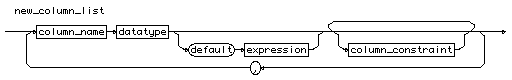 new_column_list
column_name datatype
default expression column_constraint
,